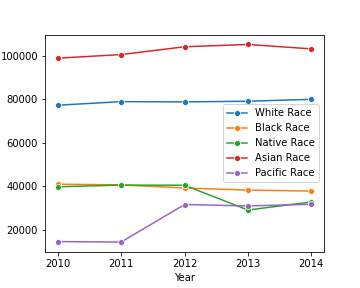 100000
80000
60000
40000
20000
White Race
Black Race
Native Race
Asian Race
Pacific Race
2010 2011 2012 2013 2014
Year